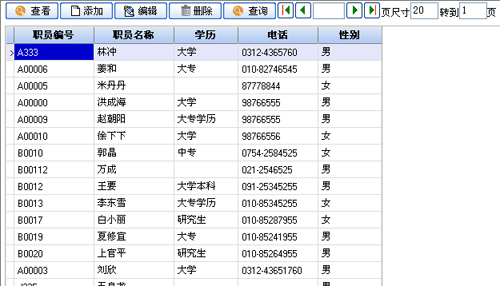 查看 添加 编辑 删除 查询 页尺寸 20 转到 1 页
职员编号 职员名称 学历 电话 性别
A333 林冲 大学 0312-4365760 男
A00006 姜和 大专 010-82746545 男
A00005 米丹丹 87778844 女
A00000 洪成海 大学 98766555 男
A00009 赵朝阳 大专学历 98766555 男
A00010 徐下下 大学 98766556 女
B0010 郭晶 中专 0754-2584525 女
B00112 万成 021-2546525 男
B0012 王要 大学本科 091-25345255 男
B0013 李东雪 大专学历 010-85345255 女
B0017 白小丽 研究生 010-85287955 女
B0019 夏修宜 大专 010-85241955 男
B0020 上官平 研究生 010-85264955 男
A00003 刘欣 大学 0312-43651760 男